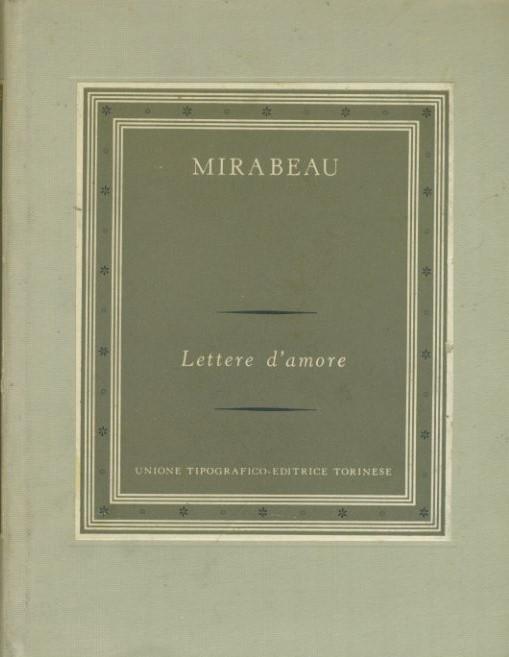 MIRABEAU
Lettere d'amore
UNIONE TIPOGRAFICO-EDITRICE TORINESE